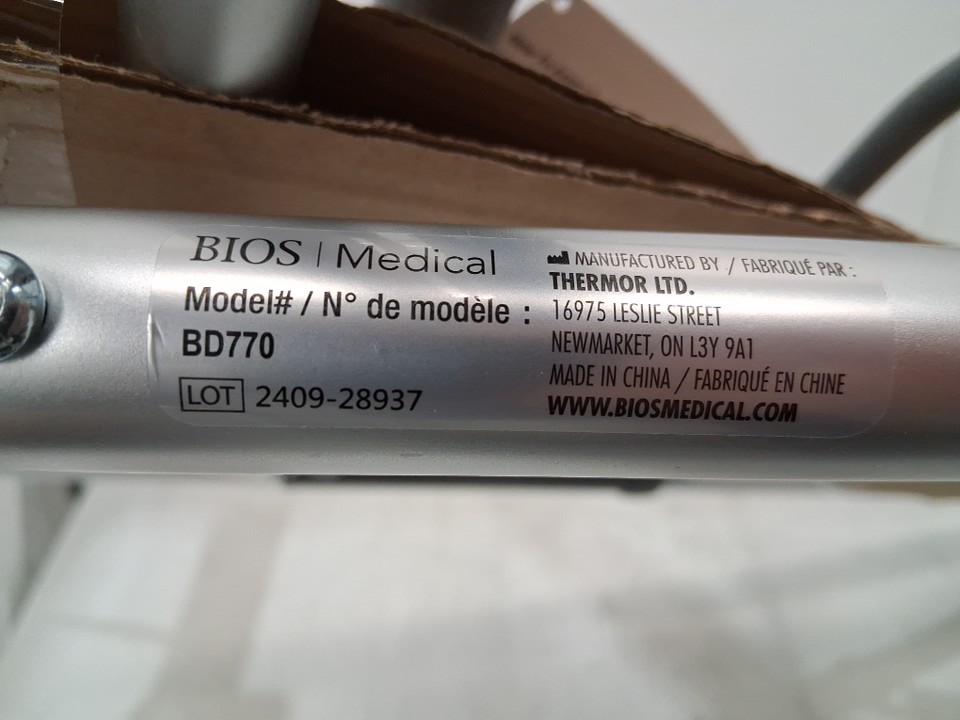 BIOS | Medical
Model# / N° de modèle :
BD770
LOT 2409-28937
MANUFACTURED BY / FABRIQUÉ PAR :
THERMOR LTD.
16975 LESLIE STREET
NEWMARKET, ON L3Y 9A1
MADE IN CHINA / FABRIQUÉ EN CHINE
WWW.BIOSMEDICAL.COM